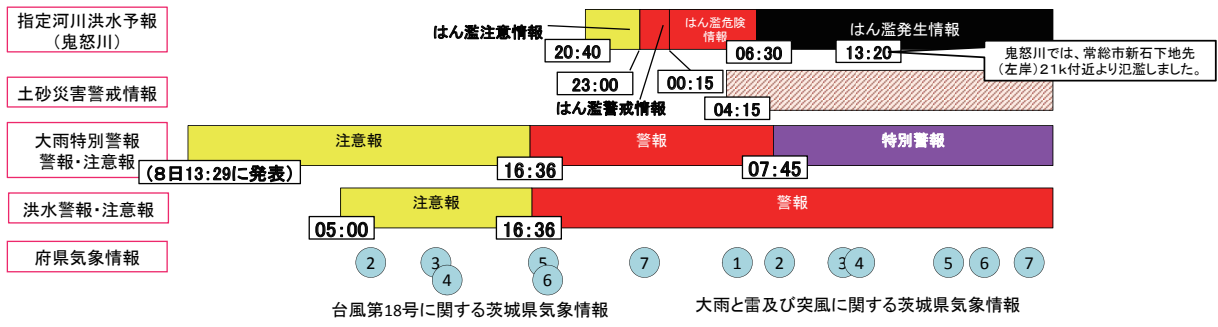 指定河川洪水予報
（鬼怒川）
はん濫注意情報
はん濫危険
情報
はん濫発生情報
20:40
06:30
13:20
鬼怒川では、常総市新石下地先
（左岸）21k付近より氾濫しました。
23:00
00:15
はん濫警戒情報
土砂災害警戒情報
04:15
大雨特別警報
警報・注意報
注意報
警報
特別警報
(8日13:29に発表)
16:36
07:45
洪水警報・注意報
注意報
警報
05:00
16:36
府県気象情報
2
3
4
5
6
7
1
2
3
4
5
6
7
台風第18号に関する茨城県気象情報
大雨と雷及び突風に関する茨城県気象情報